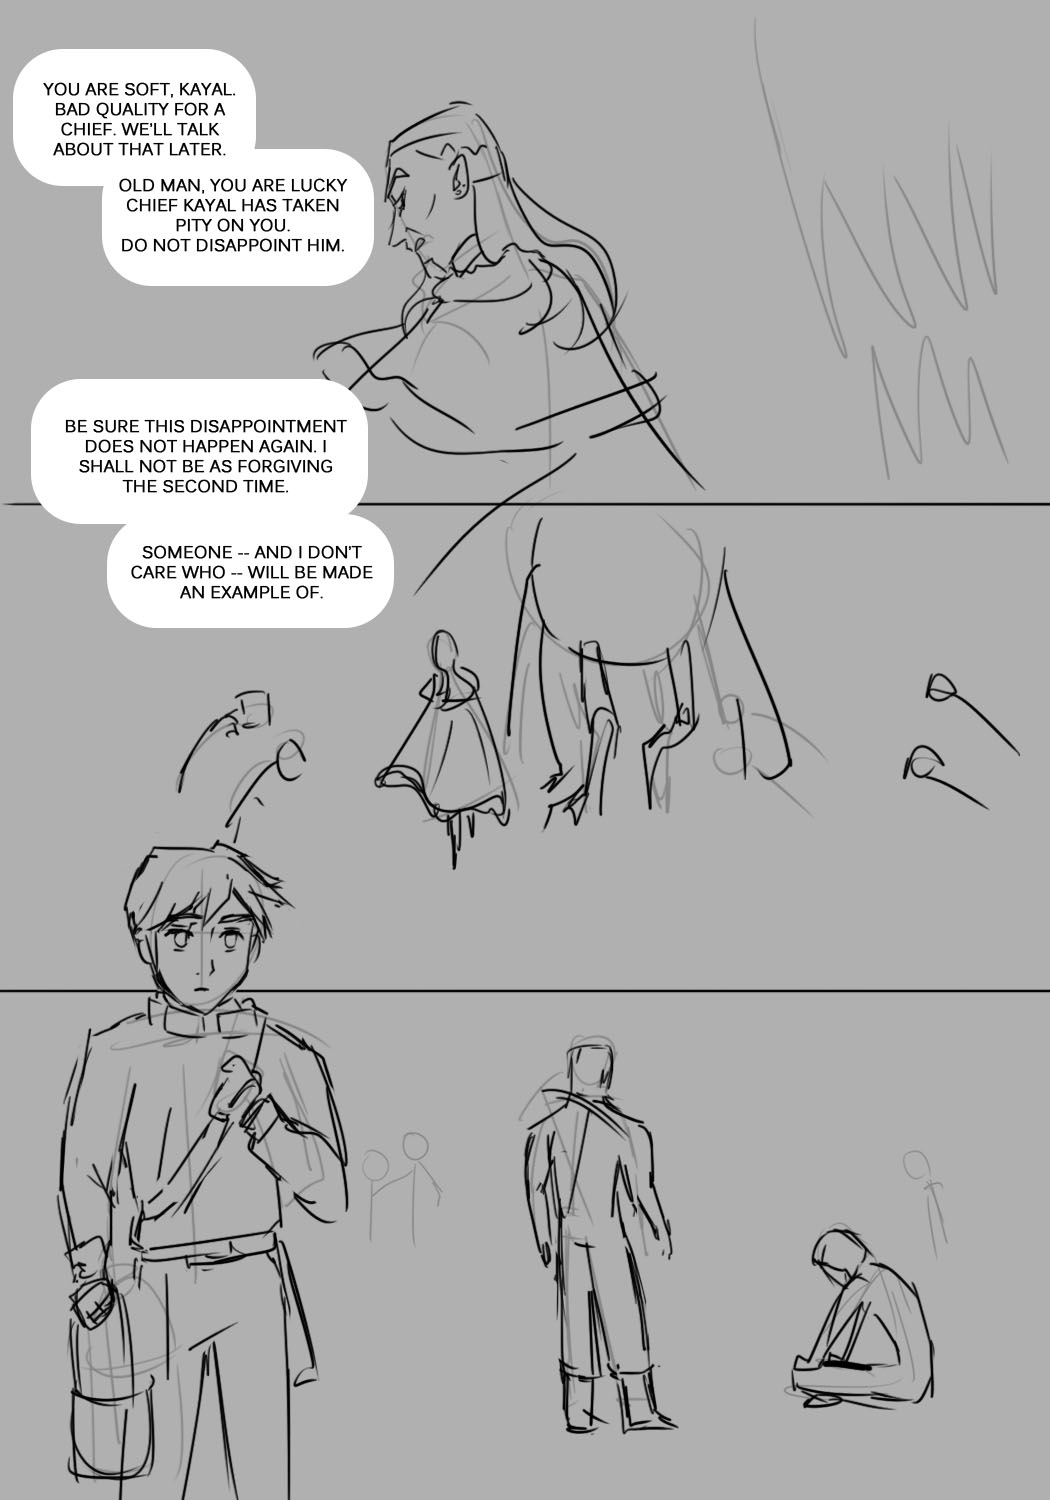 YOU ARE SOFT, KAYAL.
BAD QUALITY FOR A
CHIEF. WE'LL TALK
ABOUT THAT LATER.
OLD MAN, YOU ARE LUCKY
CHIEF KAYAL HAS TAKEN
PITY ON YOU.
DO NOT DISAPPOINT HIM.
BE SURE THIS DISAPPOINTMENT
DOES NOT HAPPEN AGAIN. I
SHALL NOT BE AS FORGIVING
THE SECOND TIME.
SOMEONE -- AND I DON'T
CARE WHO -- WILL BE MADE
AN EXAMPLE OF.